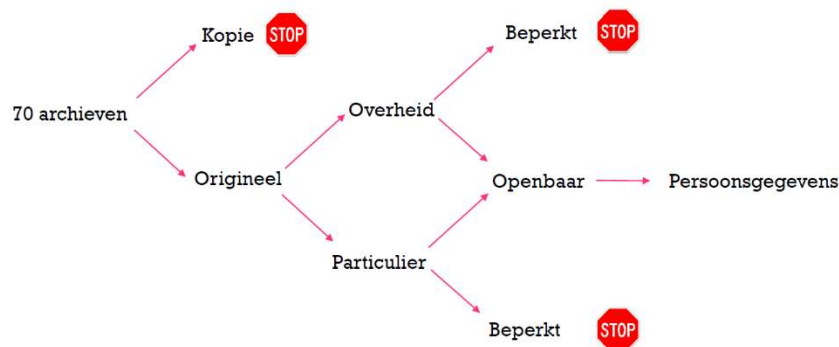 Kopie STOP
Beperkt STOP
70 archieven
Overheid
Origineel
Openbaar
Persoonsgegevens
Particulier
Beperkt STOP